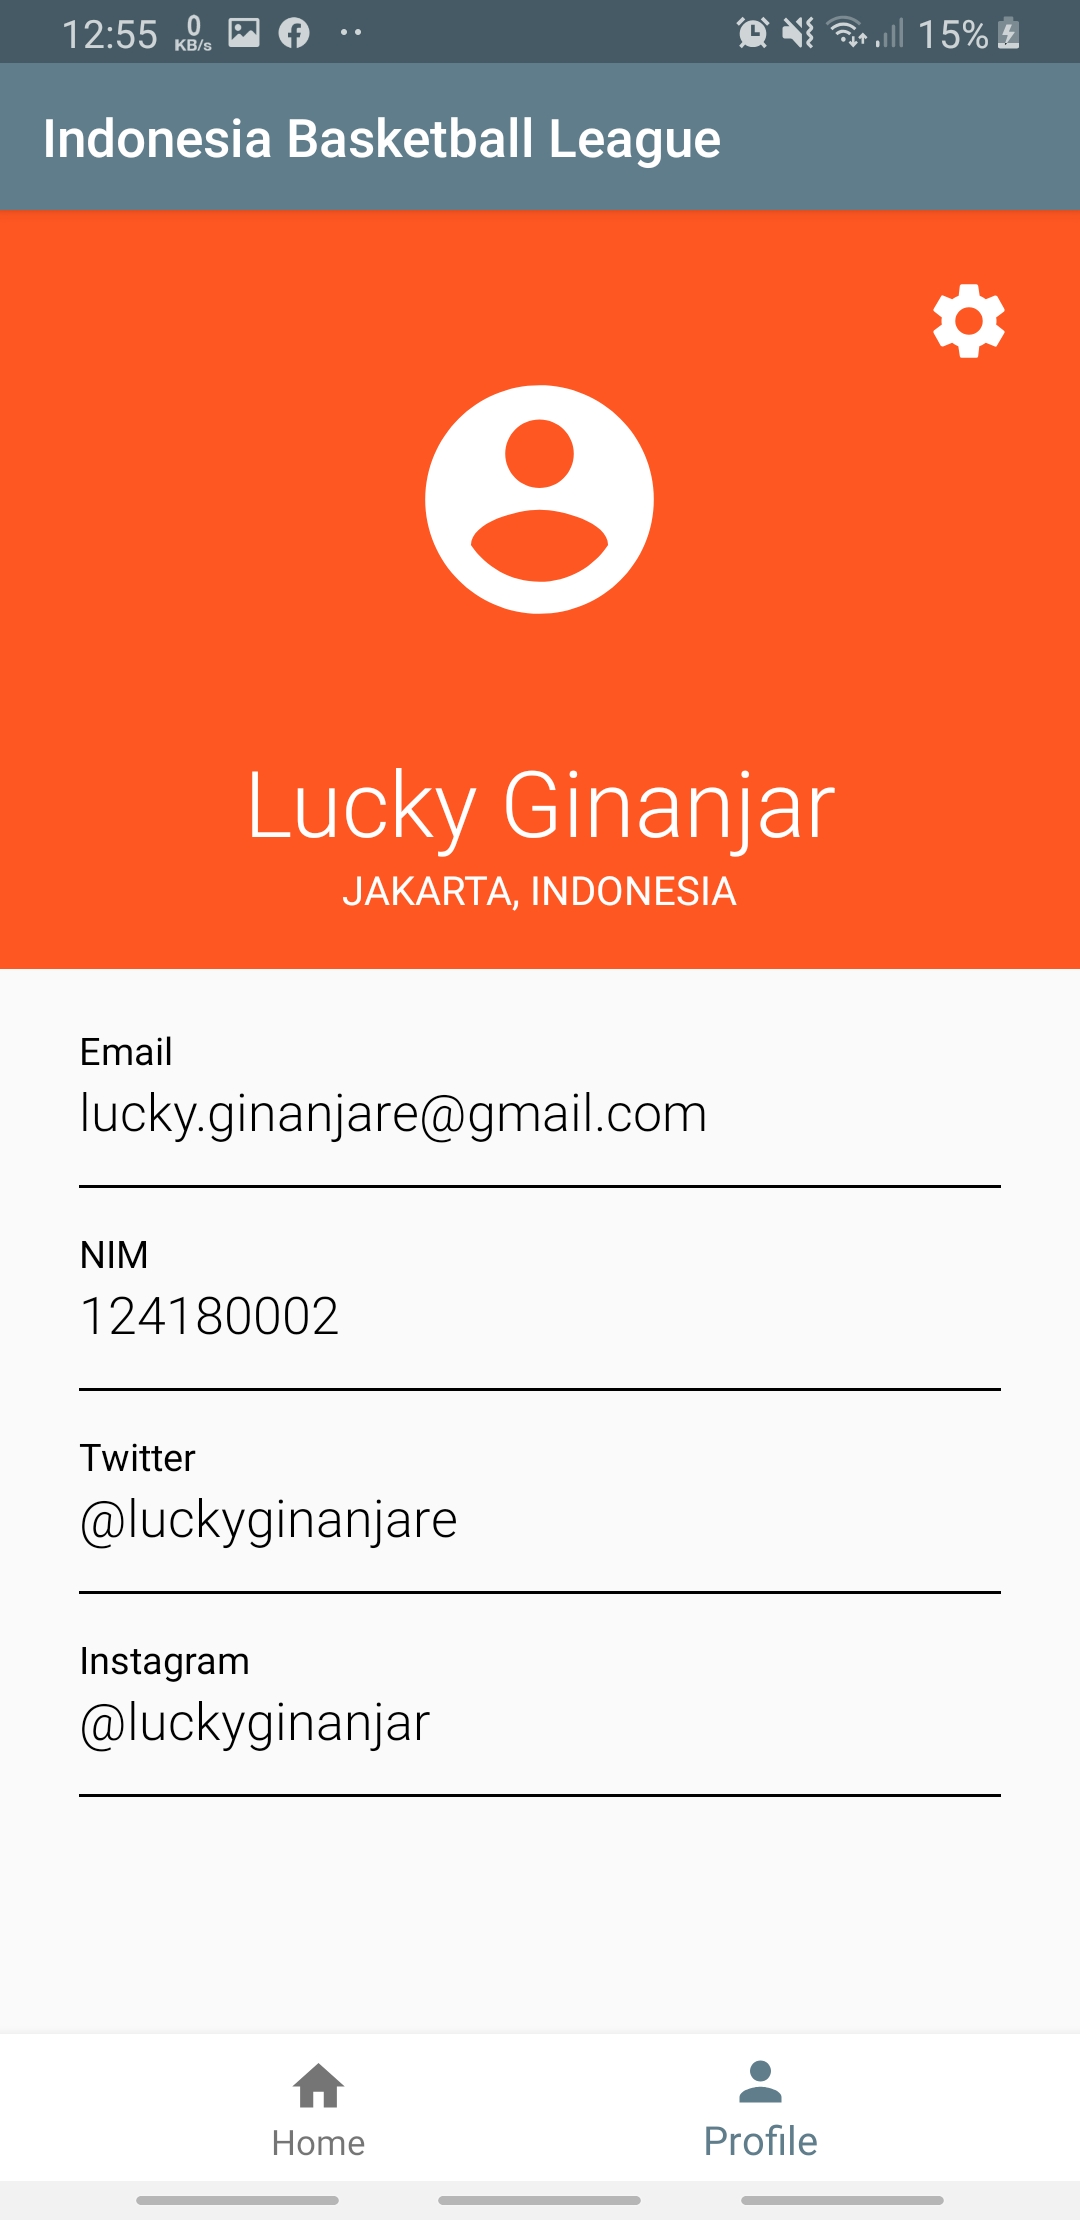 12:55 0 KB/s 15%
Indonesia Basketball League
Lucky Ginanjar
JAKARTA, INDONESIA
Email
lucky.ginanjare@gmail.com
NIM
124180002
Twitter
@luckyginanjare
Instagram
@luckyginanjar
Home Profile